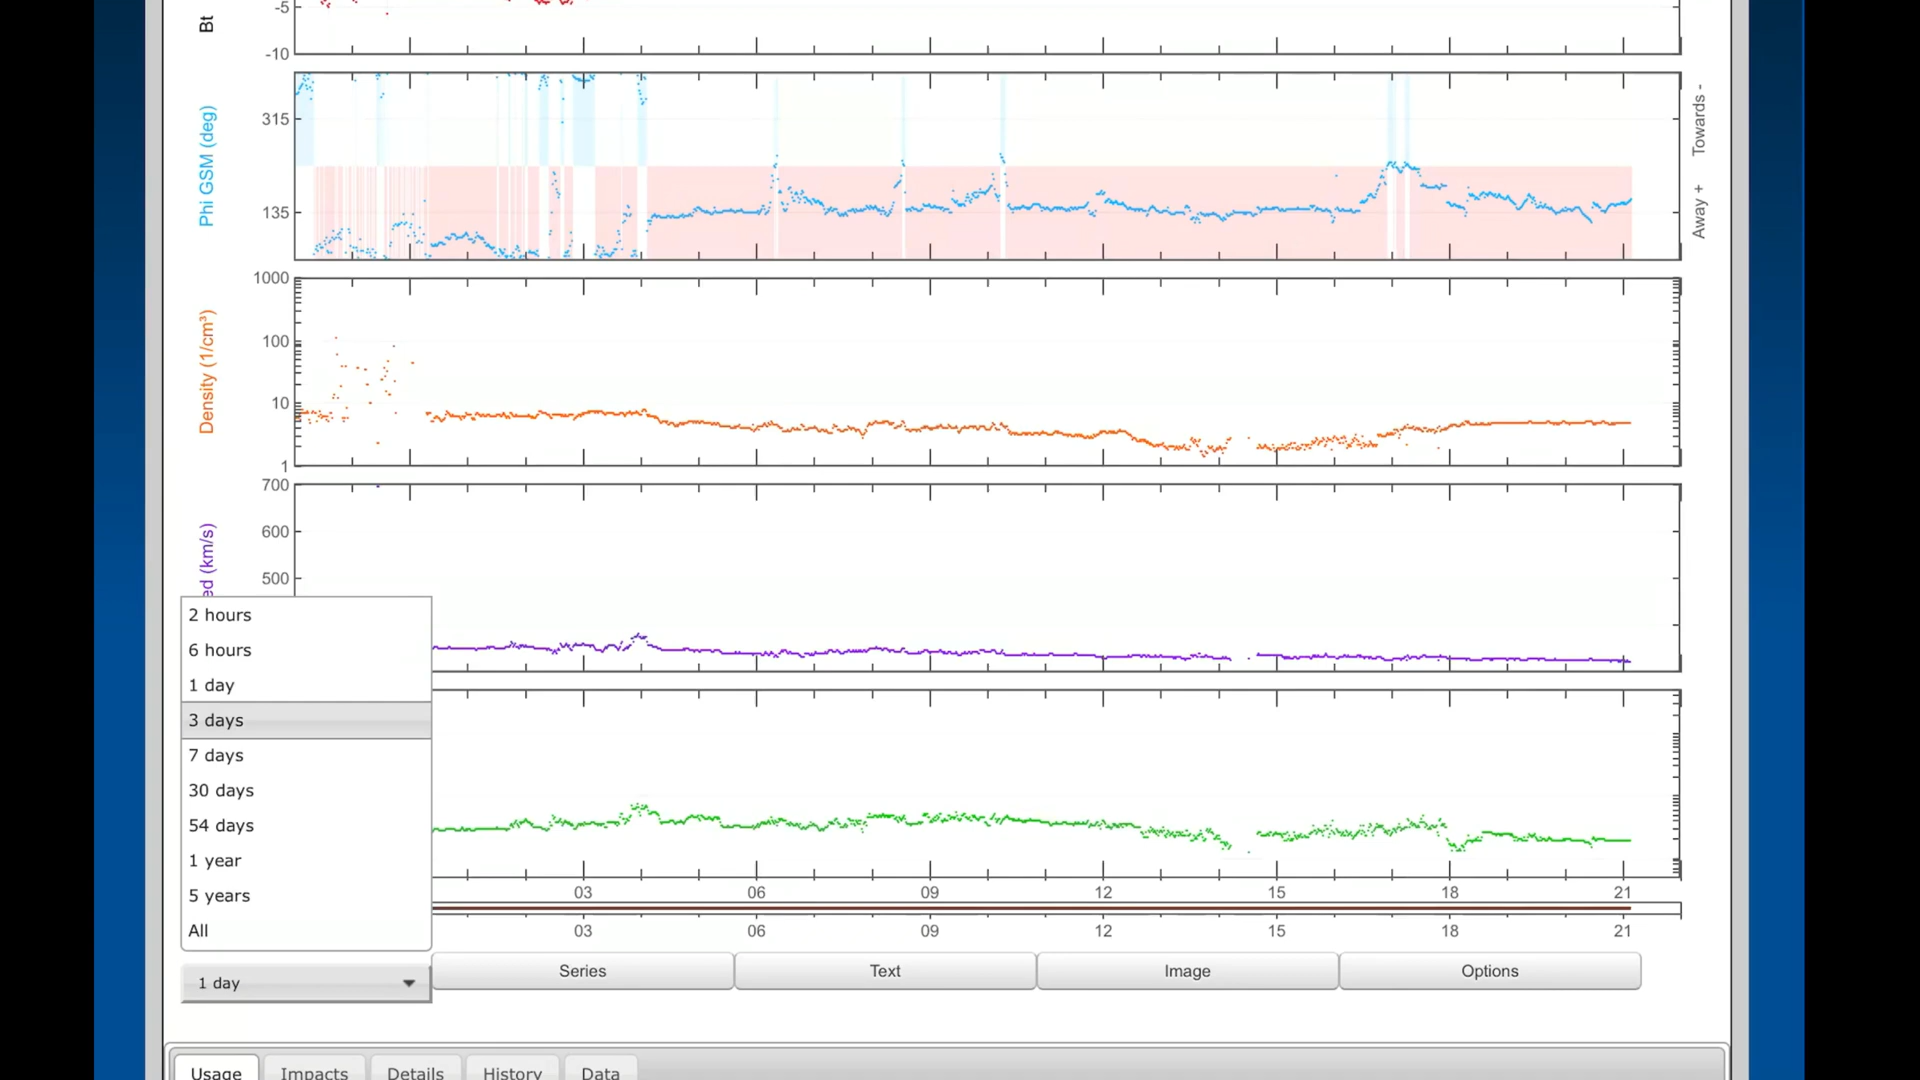 Bt
-5
-10
Phi GSM (deg)
315
135
Towards -
Away +
Density (1/cm³)
1000
100
10
1
ed (km/s)
700
600
500
2 hours
6 hours
1 day
3 days
7 days
30 days
54 days
1 year
5 years
All
03 06 09 12 15 18 21
03 06 09 12 15 18 21
1 day
Series
Text
Image
Options
Usage
Impacts
Details
History
Data